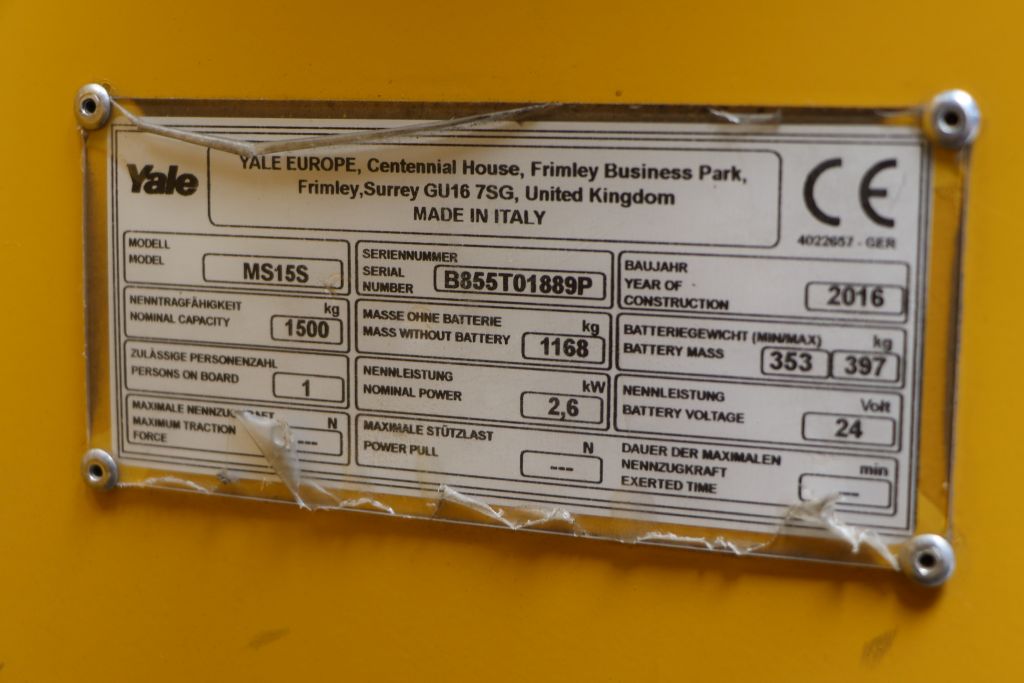 Yale
YALE EUROPE, Centennial House, Frimley Business Park,
Frimley,Surrey GU16 7SG, United Kingdom
MADE IN ITALY
CE
4022657 - GER
MODELL
MODEL
MS15S
SERIENNUMMER
SERIAL
NUMBER
B855T01889P
BAUJAHR
YEAR OF
CONSTRUCTION
2016
NENNTRAGFÄHIGKEIT
NOMINAL CAPACITY
kg
1500
MASSE OHNE BATTERIE
MASS WITHOUT BATTERY
kg
1168
BATTERIEGEWICHT (MIN/MAX)
BATTERY MASS
kg
353
397
ZULÄSSIGE PERSONENZAHL
PERSONS ON BOARD
1
NENNLEISTUNG
NOMINAL POWER
kW
2,6
NENNLEISTUNG
BATTERY VOLTAGE
Volt
24
MAXIMALE NENNZUGKRAFT
MAXIMUM TRACTION
FORCE
N
---
MAXIMALE STÜTZLAST
POWER PULL
N
---
DAUER DER MAXIMALEN
NENNZUGKRAFT
EXERTED TIME
min
---